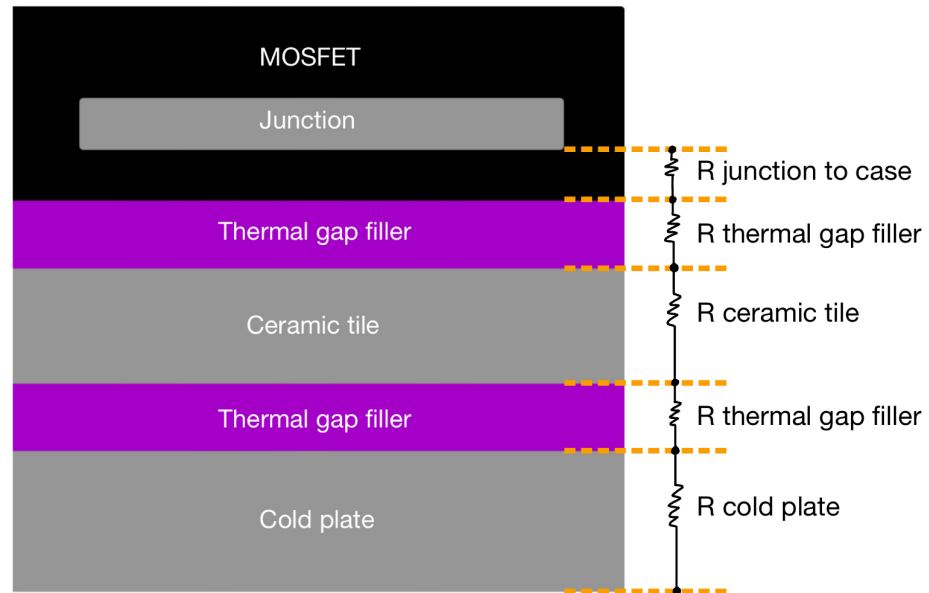 MOSFET
Junction
R junction to case
Thermal gap filler
R thermal gap filler
Ceramic tile
R ceramic tile
Thermal gap filler
R thermal gap filler
Cold plate
R cold plate